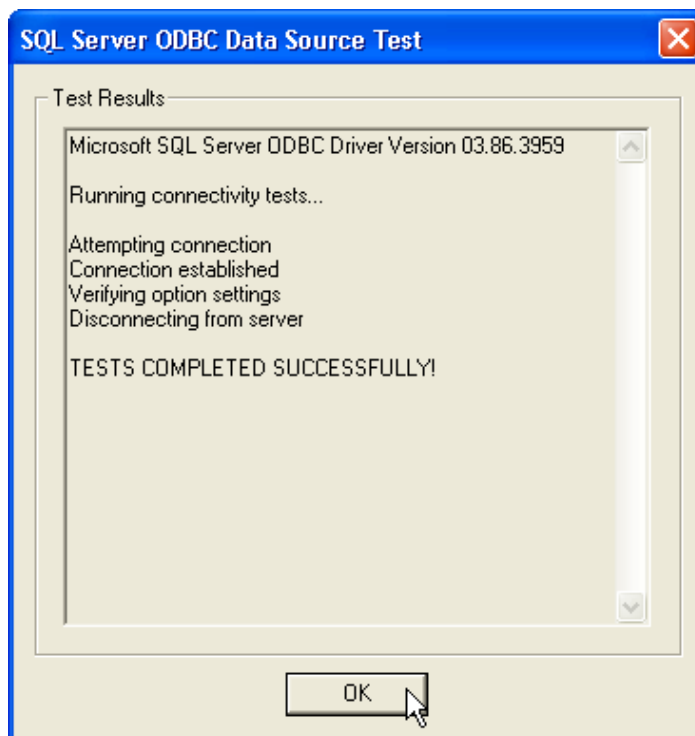 SQL Server ODBC Data Source Test
Test Results
Microsoft SQL Server ODBC Driver Version 03.86.3959
Running connectivity tests...
Attempting connection
Connection established
Verifying option settings
Disconnecting from server
TESTS COMPLETED SUCCESSFULLY!
OK